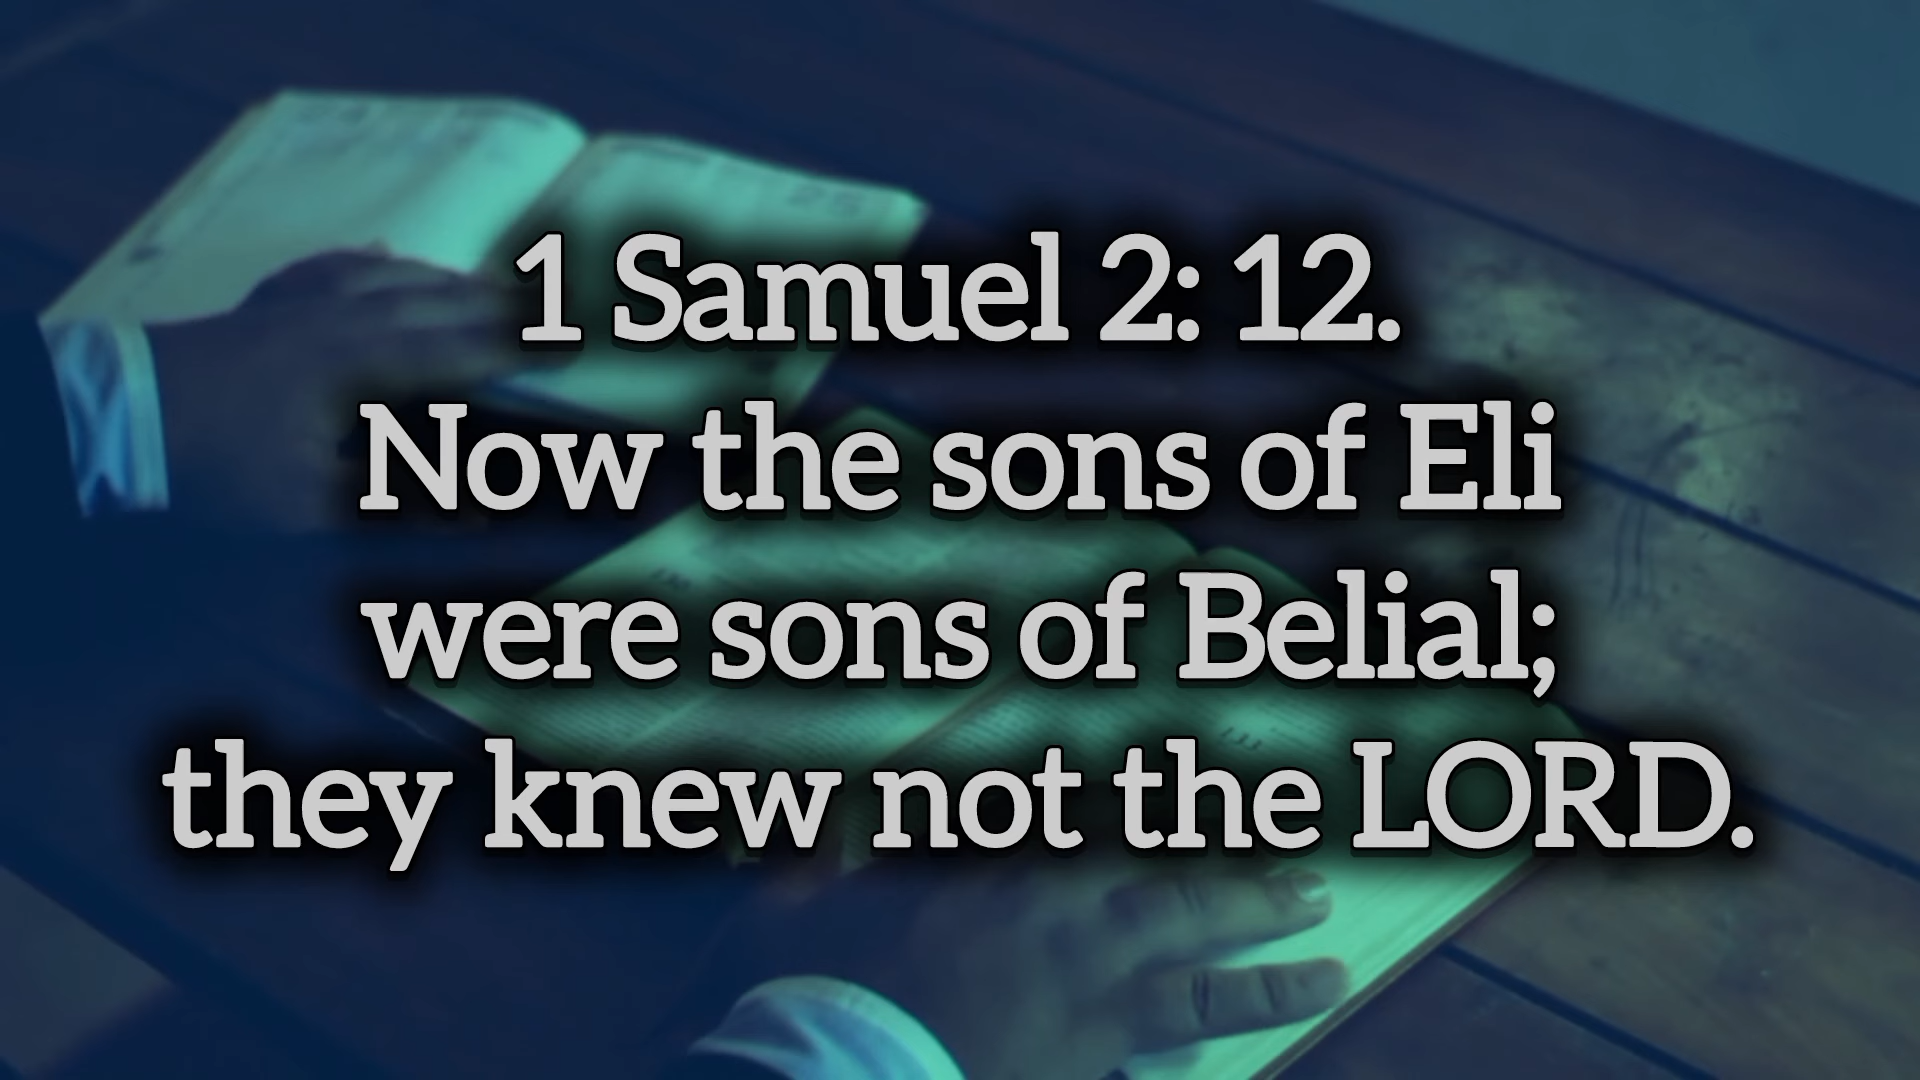 1 Samuel 2: 12.
Now the sons of Eli
were sons of Belial;
they knew not the LORD.